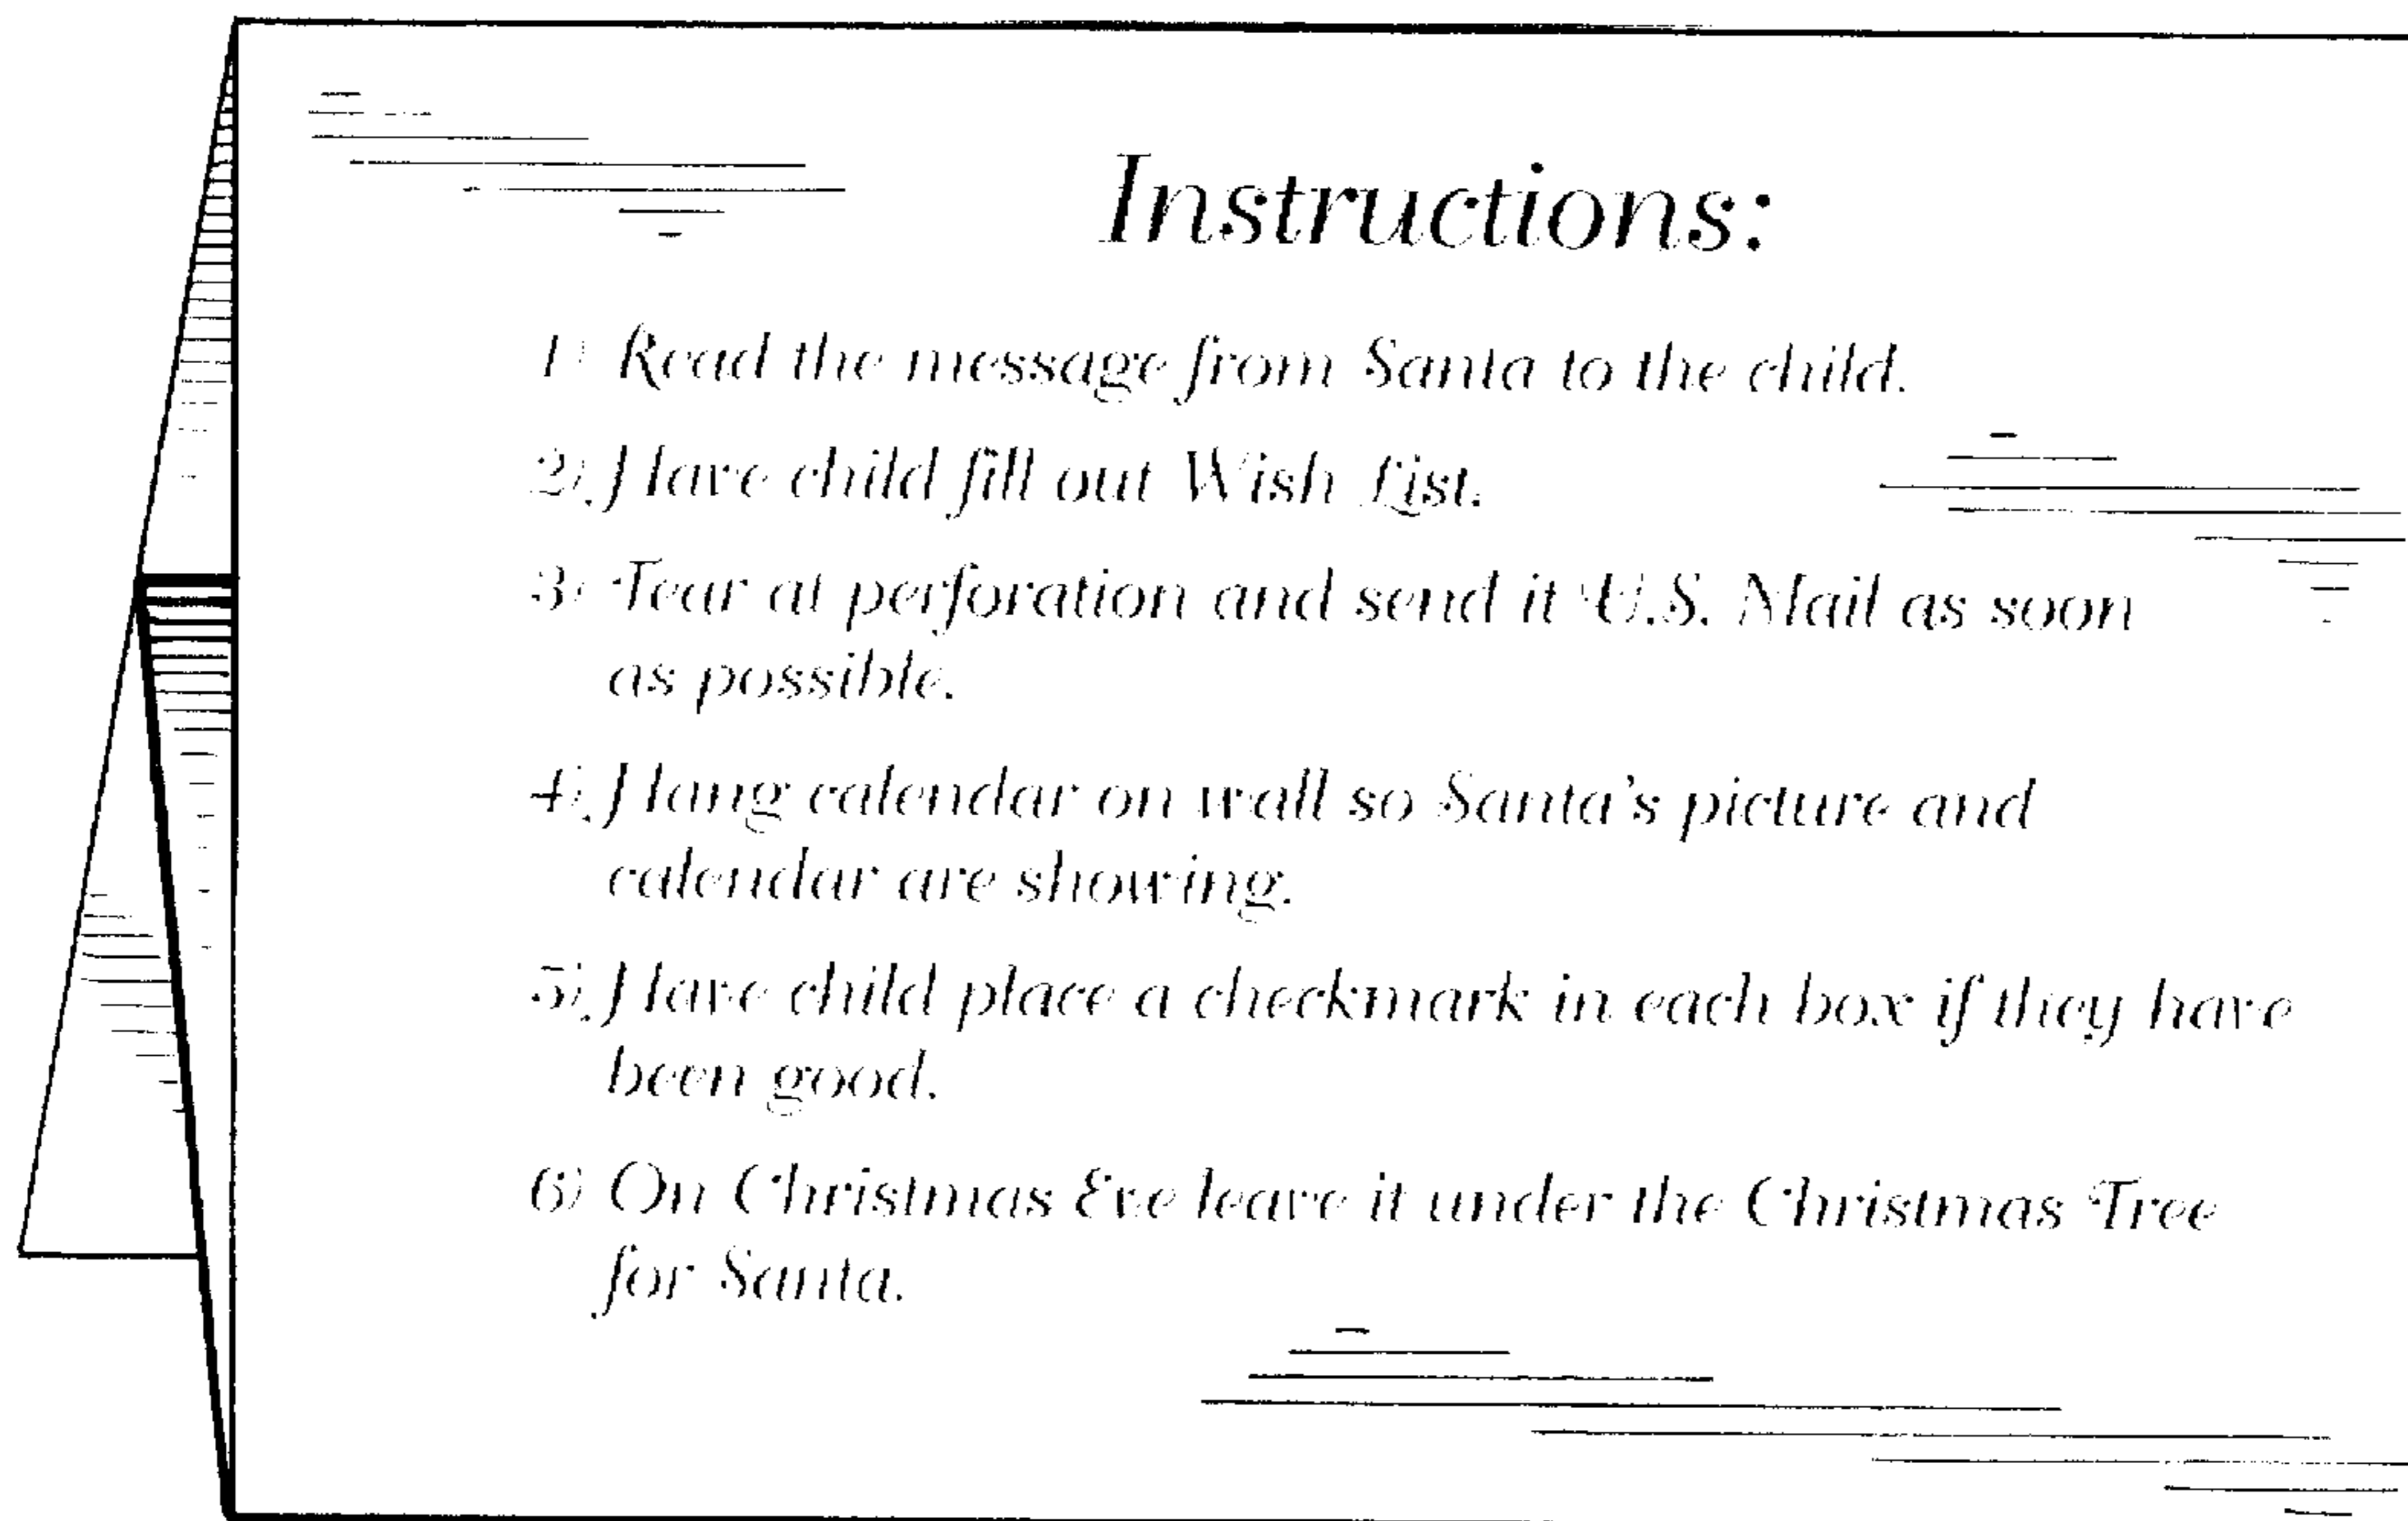 Instructions:
1) Read the message from Santa to the child.
2) Have child fill out Wish List.
3) Tear at perforation and send it U.S. Mail as soon
as possible.
4) Hang calendar on wall so Santa's picture and
calendar are showing.
5) Have child place a checkmark in each box if they have
been good.
6) On Christmas Eve leave it under the Christmas Tree
for Santa.